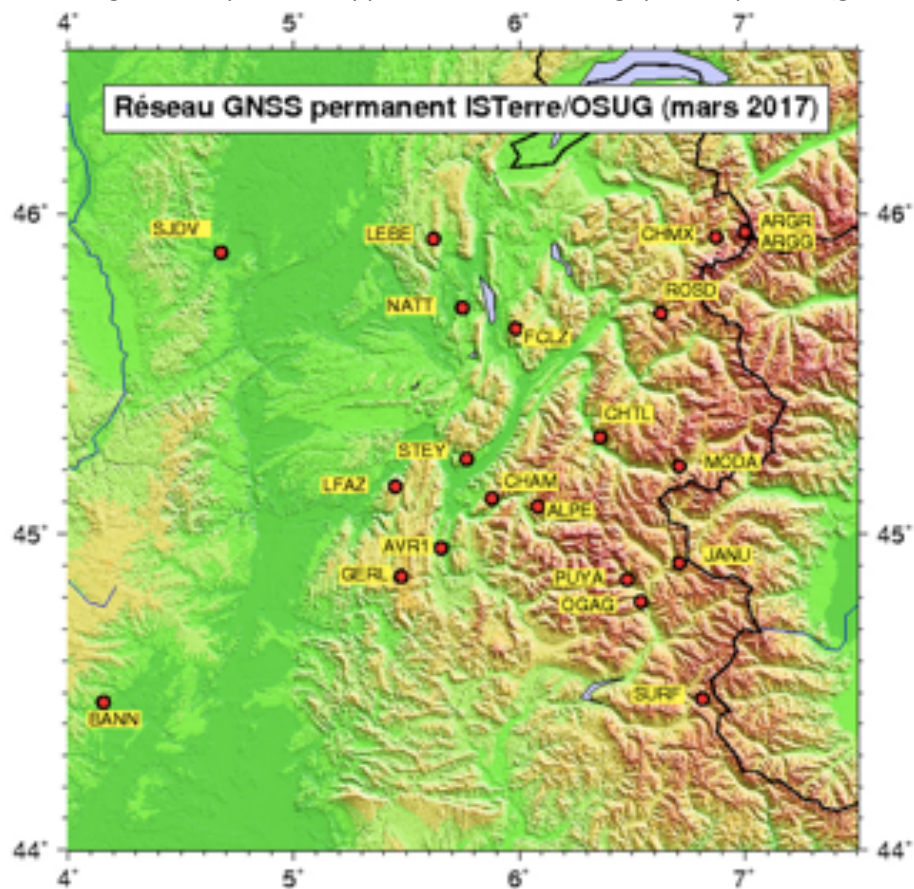 4° 5° 6° 7°
Réseau GNSS permanent ISTerre/OSUG (mars 2017)
46° 46°
SJDV LEBE CHMX ARGR
ARGG
NATT ROSD
FCLZ
CHTL
STEY MODA
LFAZ CHAM
ALPE
45° 45°
AVR1 JANU
GERL PUYA
OGAG
SURF
BANN
44° 44°
4° 5° 6° 7°